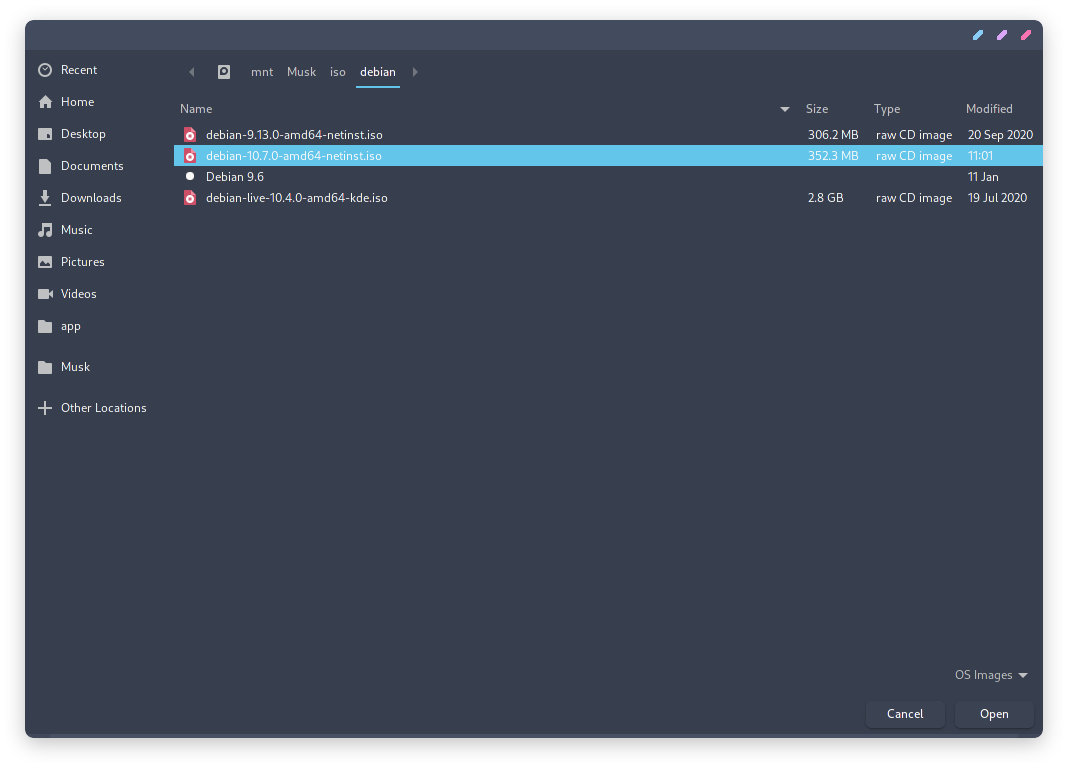 Recent
Home
Desktop
Documents
Downloads
Music
Pictures
Videos
app
Musk
Other Locations
mnt Musk iso debian
Name Size Type Modified
debian-9.13.0-amd64-netinst.iso 306.2 MB raw CD image 20 Sep 2020
debian-10.7.0-amd64-netinst.iso 352.3 MB raw CD image 11:01
Debian 9.6 11 Jan
debian-live-10.4.0-amd64-kde.iso 2.8 GB raw CD image 19 Jul 2020
OS Images
Cancel Open